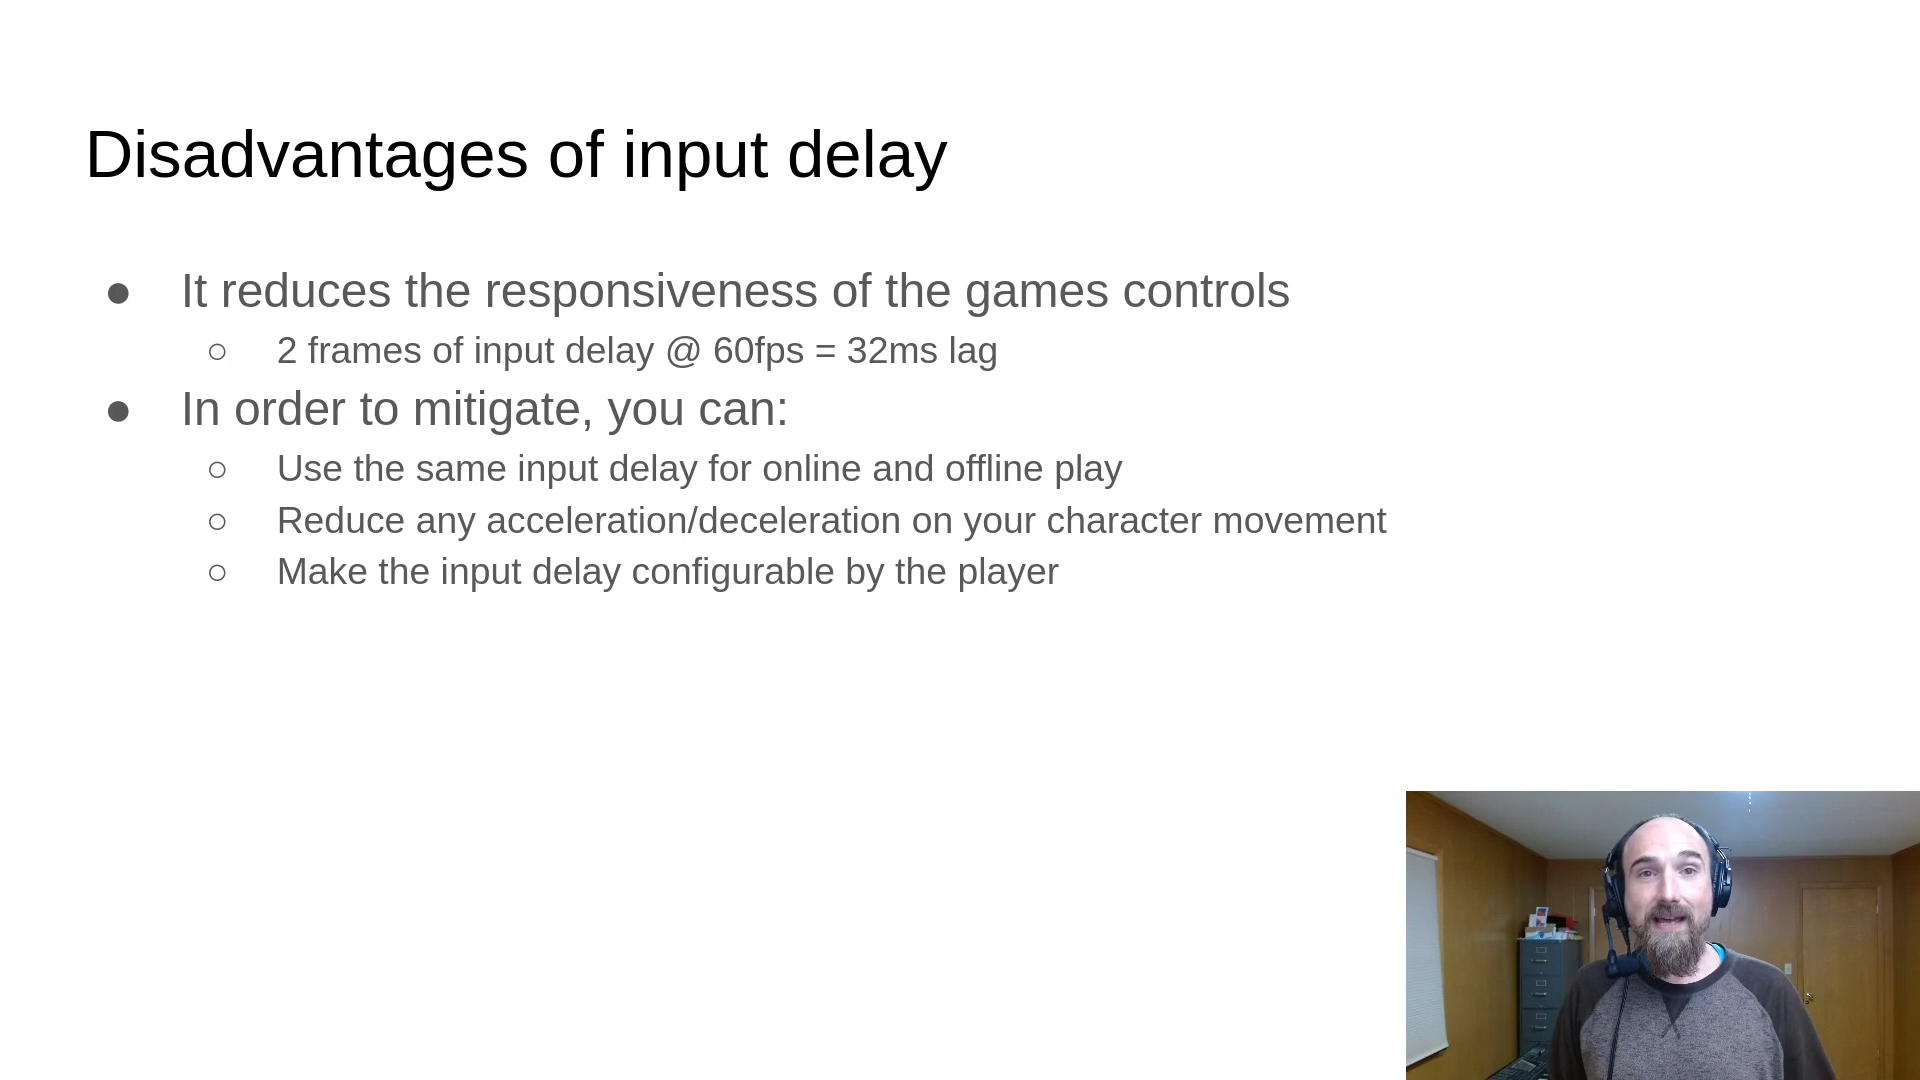 Disadvantages of input delay
● It reduces the responsiveness of the games controls
○ 2 frames of input delay @ 60fps = 32ms lag
● In order to mitigate, you can:
○ Use the same input delay for online and offline play
○ Reduce any acceleration/deceleration on your character movement
○ Make the input delay configurable by the player